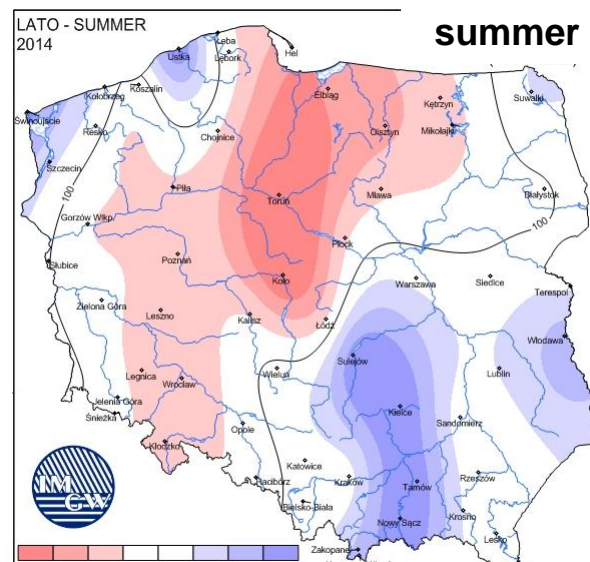 LATO - SUMMER
2014
summer
Łeba
Hel
Ustka
Lębork
Koszalin
Kołobrzeg
Elbląg
Kętrzyn
Suwałki
Świnoujście
Resko
Chojnice
Olsztyn
Mikołajki
Szczecin
100
Piła
Toruń
Mława
Białystok
Gorzów Wlkp.
100
Płock
Słubice
Poznań
Koło
Warszawa
Siedlce
Terespol
Zielona Góra
Leszno
Kalisz
Łódź
Włodawa
Sulejów
Legnica
Wrocław
Wieluń
Lublin
Jelenia Góra
Kielce
Śnieżka
Opole
Sandomierz
Kłodzko
Katowice
Racibórz
Kraków
Tarnów
Rzeszów
IM
GW
Bielsko-Biała
Nowy Sącz
Krosno
Lesko
Zakopane